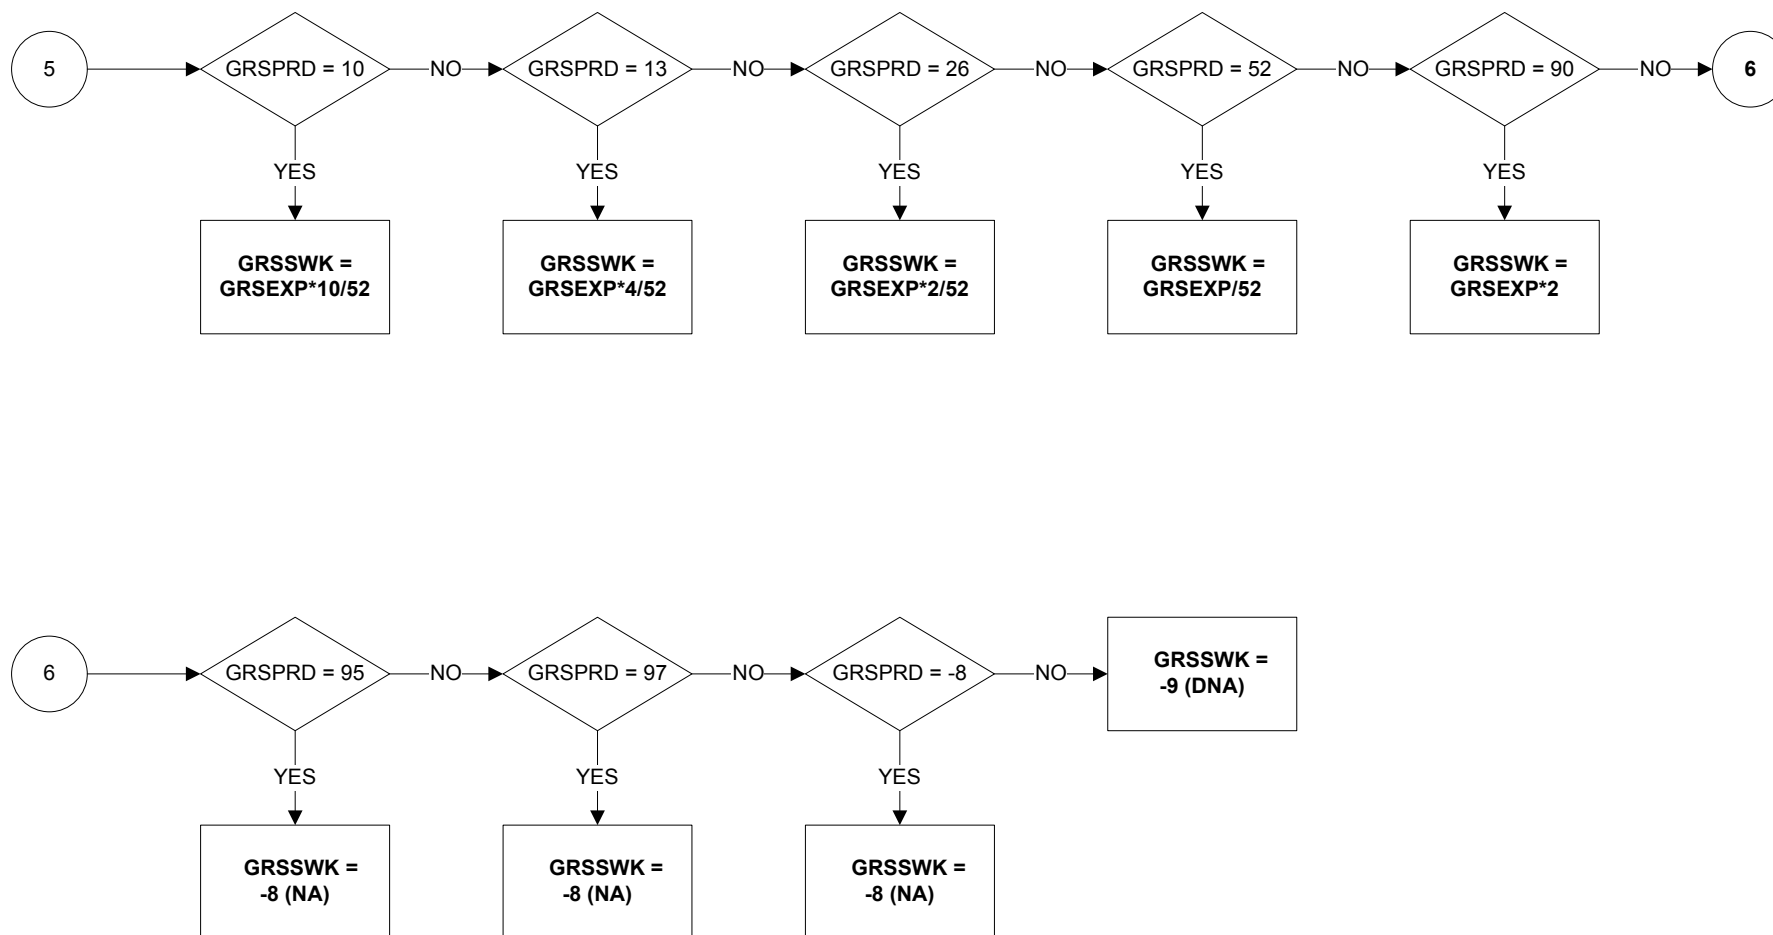 5
GRSPRD = 10
NO
GRSPRD = 13
NO
GRSPRD = 26
NO
GRSPRD = 52
NO
GRSPRD = 90
NO
6
YES
YES
YES
YES
YES
GRSSWK =
GRSEXP*10/52
GRSSWK =
GRSEXP*4/52
GRSSWK =
GRSEXP*2/52
GRSSWK =
GRSEXP/52
GRSSWK =
GRSEXP*2
6
GRSPRD = 95
NO
GRSPRD = 97
NO
GRSPRD = -8
NO
GRSSWK =
-9 (DNA)
YES
YES
YES
GRSSWK =
-8 (NA)
GRSSWK =
-8 (NA)
GRSSWK =
-8 (NA)